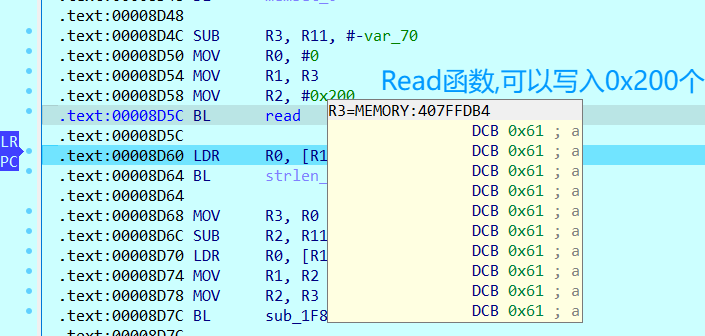 .text:00008D48
.text:00008D4C SUB R3, R11, #-var_70
.text:00008D50 MOV R0, #0
.text:00008D54 MOV R1, R3
.text:00008D58 MOV R2, #0x200
Read函数,可以写入0x200个
.text:00008D5C BL read
.text:00008D5C
LR
PC
.text:00008D60 LDR R0, [R1
.text:00008D64 BL strlen_
.text:00008D64
.text:00008D68 MOV R3, R0
.text:00008D6C SUB R2, R11
.text:00008D70 LDR R0, [R1
.text:00008D74 MOV R1, R2
.text:00008D78 MOV R2, R3
.text:00008D7C BL sub_1F8
R3=MEMORY:407FFDB4
DCB 0x61 ; a
DCB 0x61 ; a
DCB 0x61 ; a
DCB 0x61 ; a
DCB 0x61 ; a
DCB 0x61 ; a
DCB 0x61 ; a
DCB 0x61 ; a
DCB 0x61 ; a
DCB 0x61 ; a